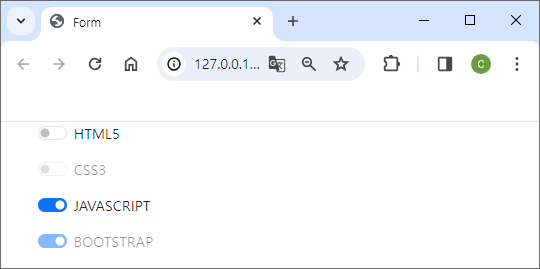 Form
127.0.0.1...
C
HTML5
CSS3
JAVASCRIPT
BOOTSTRAP